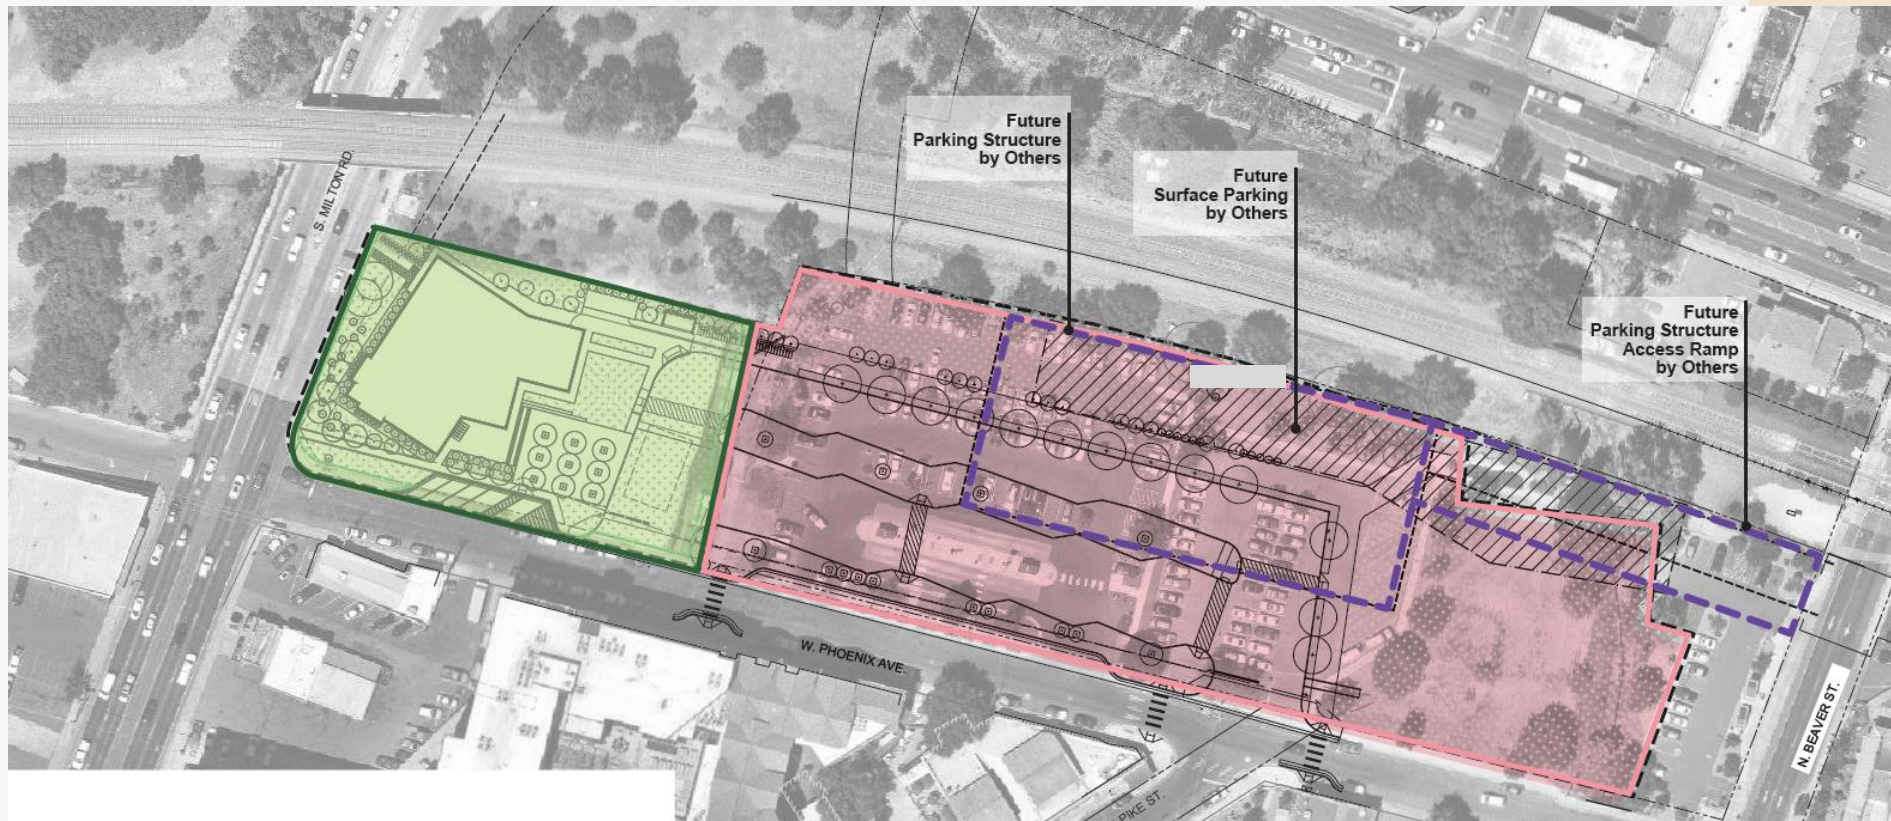 Future
Parking Structure
by Others
Future
Surface Parking
by Others
Future
Parking Structure
Access Ramp
by Others
S. MILTON RD.
W. PHOENIX AVE.
PIKE ST.
N. BEAVER ST.